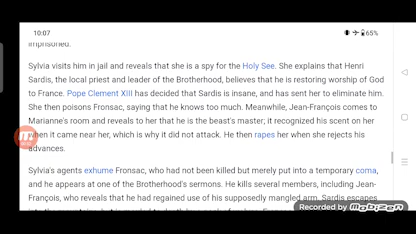 10:07
65%
imprisoned.
Sylvia visits him in jail and reveals that she is a spy for the Holy See. She explains that Henri
Sardis, the local priest and leader of the Brotherhood, believes that he is restoring worship of God
to France. Pope Clement XIII has decided that Sardis is insane, and has sent her to eliminate him.
She then poisons Fronsac, saying that he knows too much. Meanwhile, Jean-François comes to
Marianne's room and reveals to her that he is the beast's master; it recognized his scent on her
when it came near her, which is why it did not attack. He then rapes her when she rejects his
advances.
Sylvia's agents exhume Fronsac, who had not been killed but merely put into a temporary coma,
and he appears at one of the Brotherhood's sermons. He kills several members, including Jean-
François, who reveals that he had regained use of his supposedly mangled arm. Sardis escapes
Recorded by Mobizen